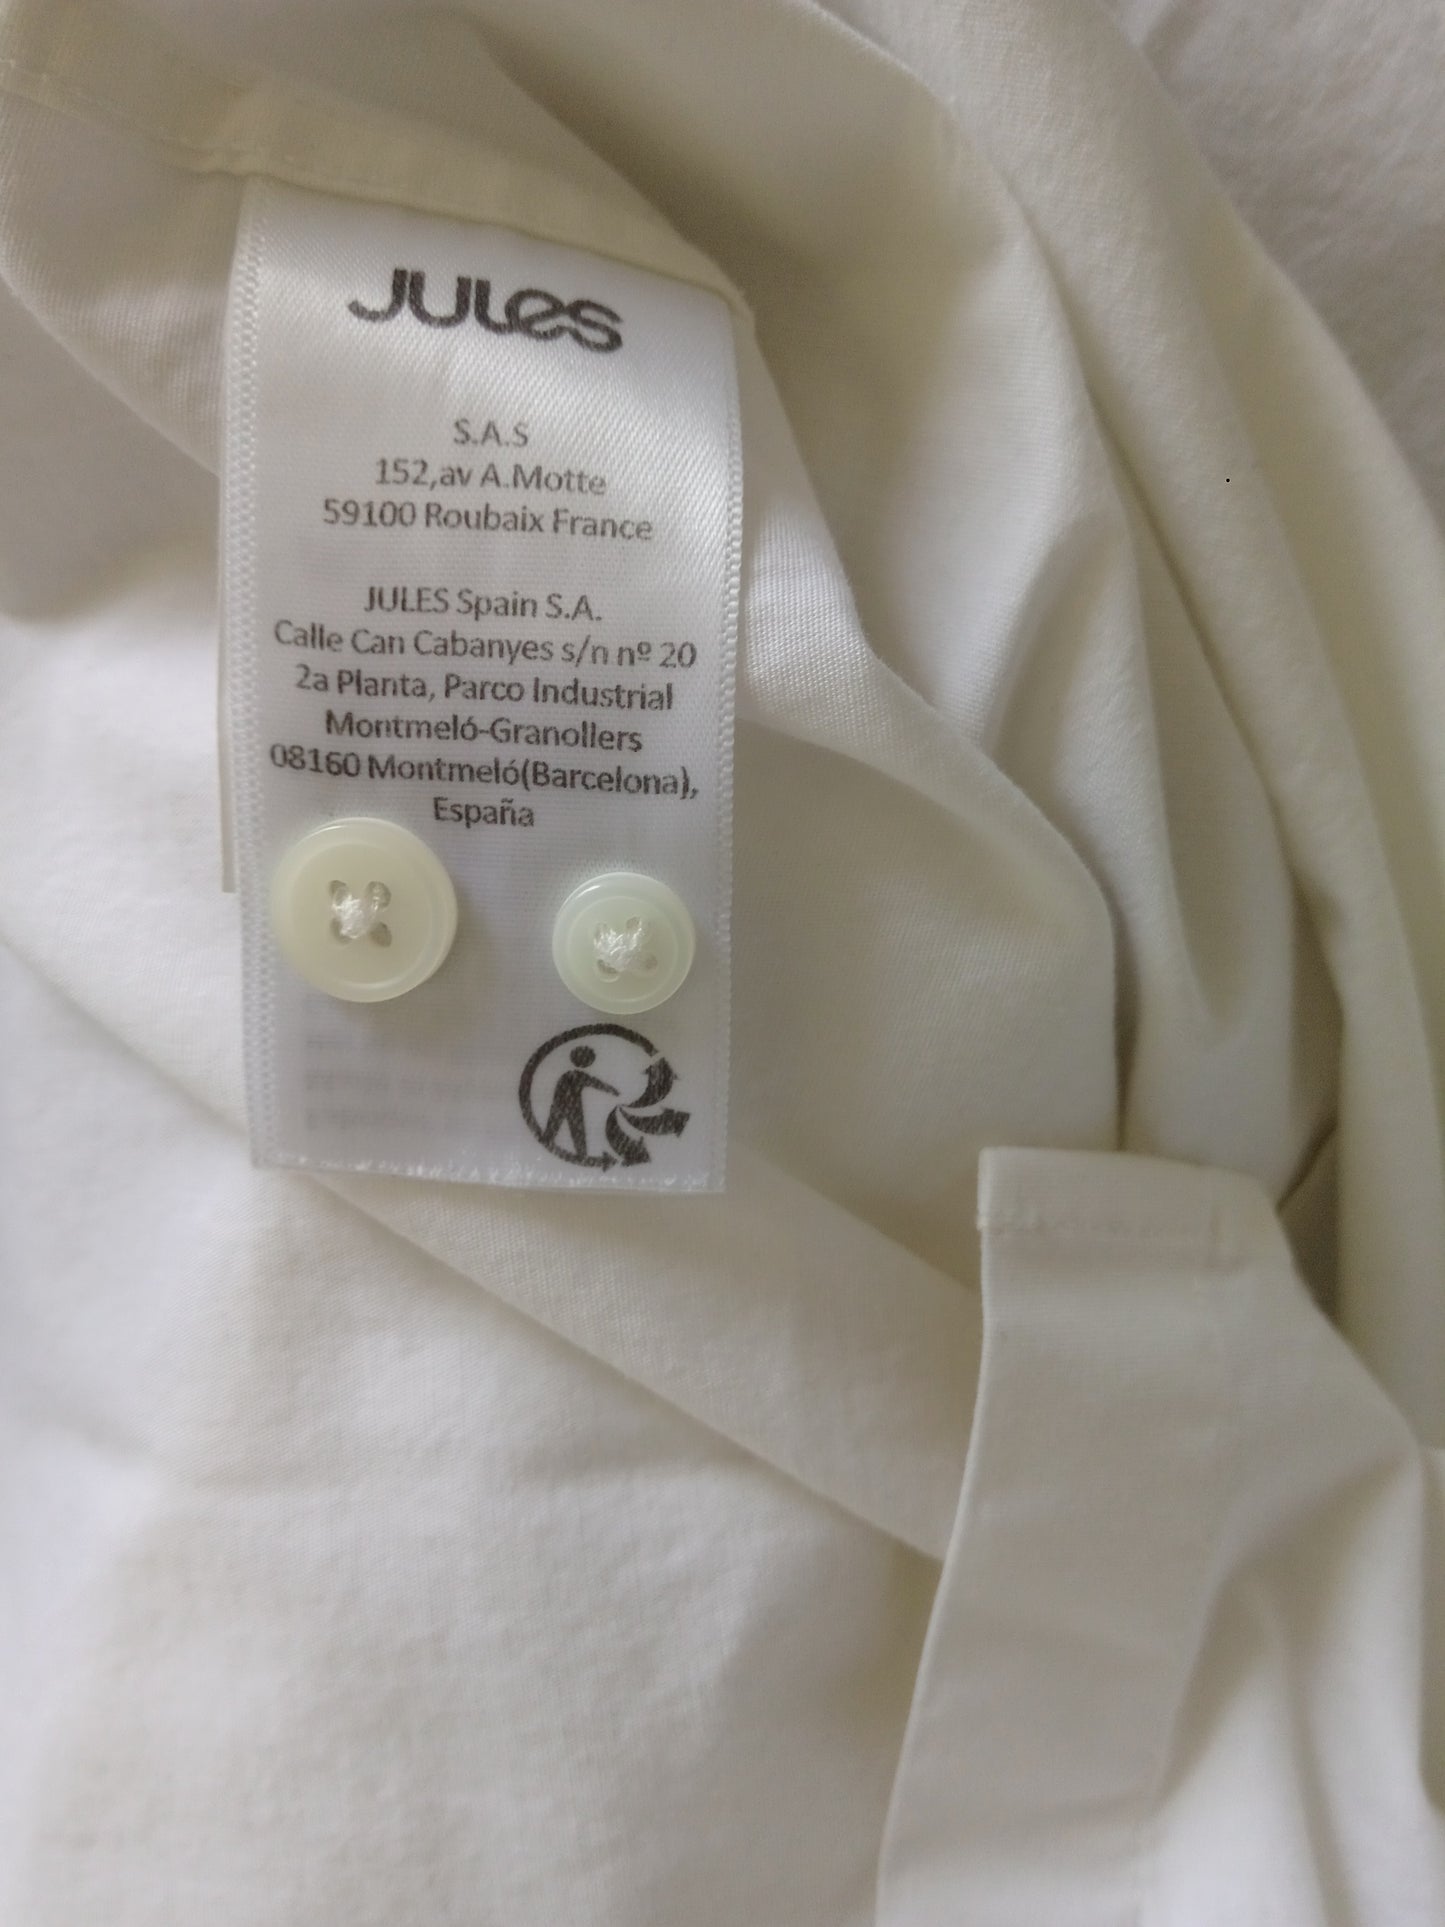 JULES
S.A.S
152,av A.Motte
59100 Roubaix France
JULES Spain S.A.
Calle Can Cabanyes s/n nº 20
2a Planta, Parco Industrial
Montmeló-Granollers
08160 Montmeló(Barcelona),
España